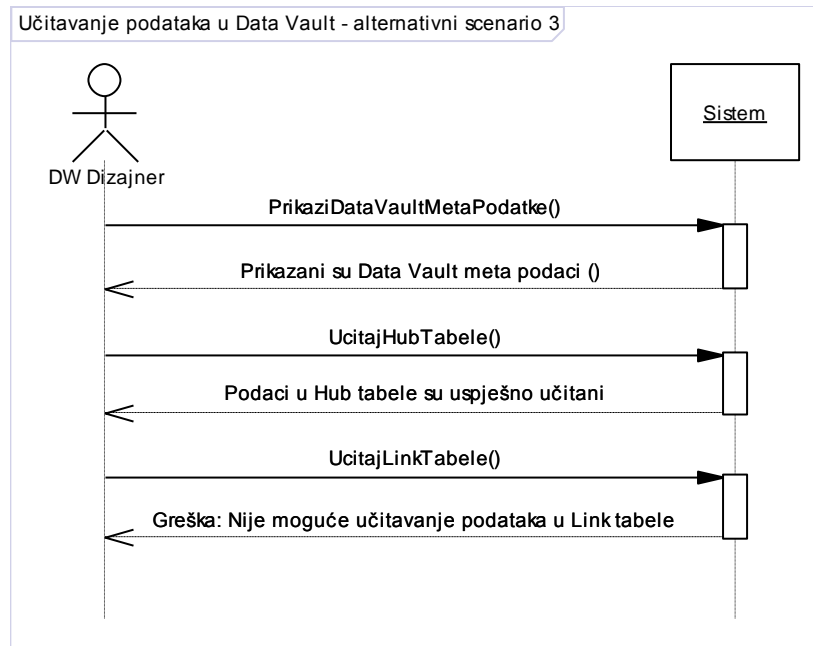 Učitavanje podataka u Data Vault - alternativni scenario 3
Sistem
DW Dizajner
PrikaziDataVaultMetaPodatke()
Prikazani su Data Vault meta podaci ()
UcitajHubTabele()
Podaci u Hub tabele su uspješno učitani
UcitajLinkTabele()
Greška: Nije moguće učitavanje podataka u Link tabele